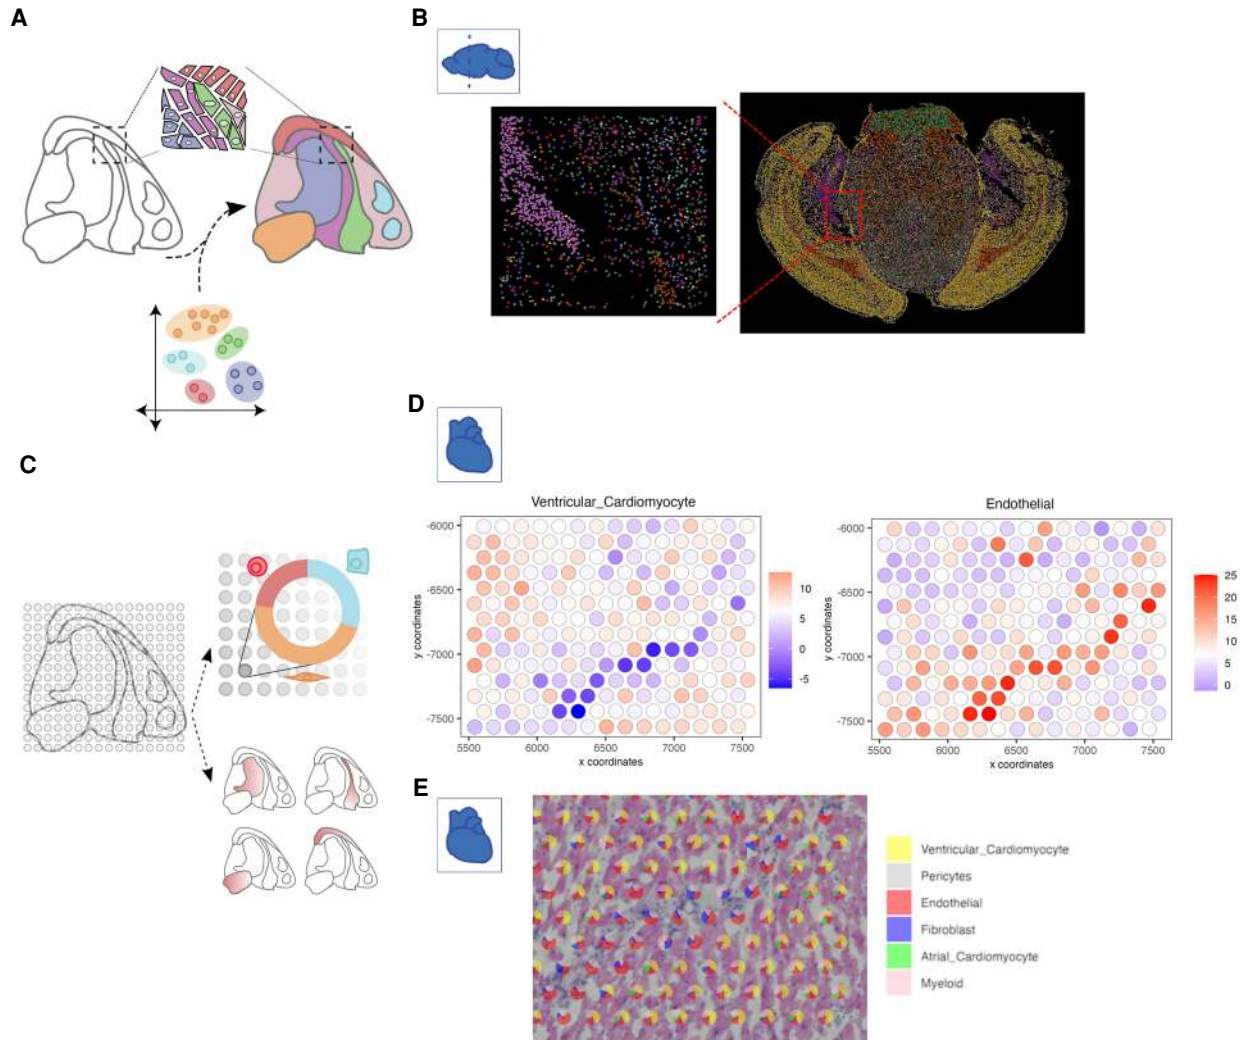 A
B
C
D
Ventricular_Cardiomyocyte
-6000
-6500
-7000
-7500
y coordinates
5500
6000
6500
7000
7500
x coordinates
10
5
0
-5
Endothelial
-6000
-6500
-7000
-7500
y coordinates
5500
6000
6500
7000
7500
x coordinates
25
20
15
10
5
0
E
Ventricular_Cardiomyocyte
Pericytes
Endothelial
Fibroblast
Atrial_Cardiomyocyte
Myeloid